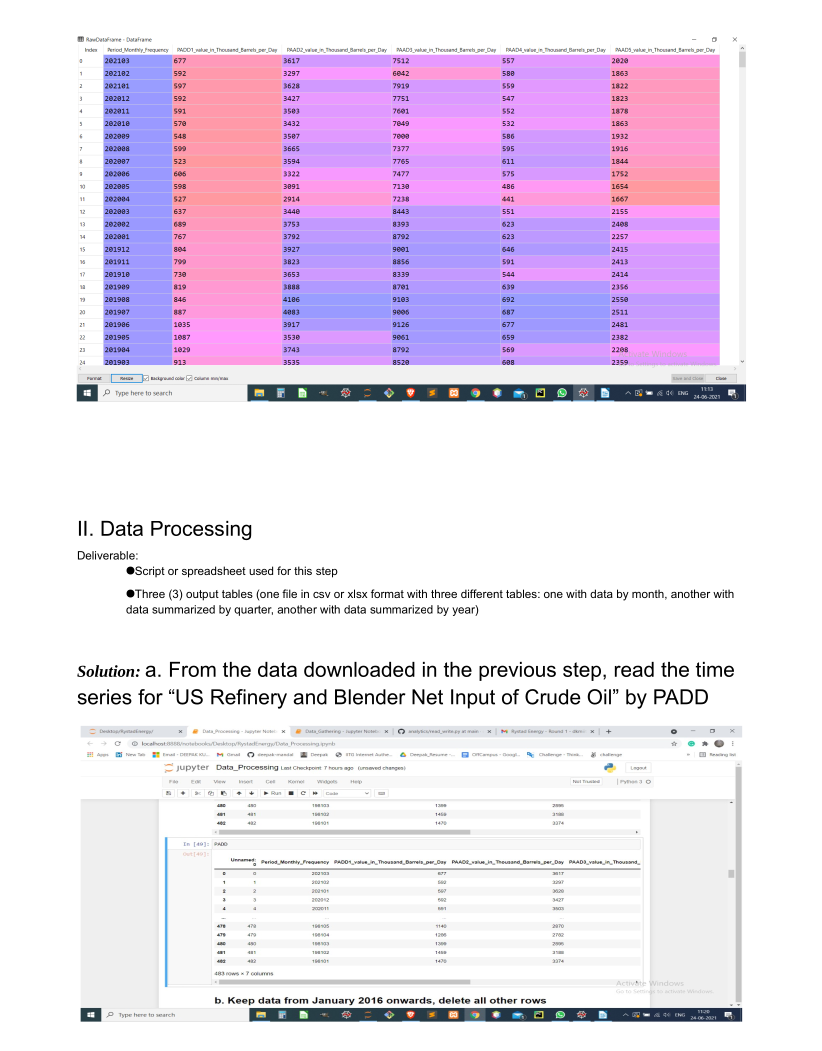 RawDataFrame - DataFrame
Index Period_Monthly_Frequency PADD1_value_in_Thousand_Barrels_per_Day PAAD2_value_in_Thousand_Barrels_per_Day PAAD3_value_in_Thousand_Barrels_per_Day PAAD4_value_in_Thousand_Barrels_per_Day PAAD5_value_in_Thousand_Barrels_per_Day
0 202103 677 3617 7512 557 2020
1 202102 592 3297 6042 580 1863
2 202101 597 3628 7919 559 1822
3 202012 592 3427 7751 547 1823
4 202011 591 3503 7601 552 1878
5 202010 570 3432 7049 532 1863
6 202009 548 3507 7000 586 1932
7 202008 599 3665 7377 595 1916
8 202007 523 3594 7765 611 1844
9 202006 606 3322 7477 575 1752
10 202005 598 3091 7130 486 1654
11 202004 527 2914 7238 441 1667
12 202003 637 3440 8443 551 2155
13 202002 689 3753 8393 623 2408
14 202001 767 3792 8792 623 2257
15 201912 804 3927 9001 646 2415
16 201911 799 3823 8856 591 2413
17 201910 730 3653 8339 544 2414
18 201909 819 3888 8701 639 2356
19 201908 846 4106 9103 692 2550
20 201907 887 4083 9006 687 2511
21 201906 1035 3917 9126 677 2481
22 201905 1087 3530 9061 659 2382
23 201904 1029 3743 8792 569 2208
24 201903 913 3535 8520 608 2359
Format Resize Background color Column min/max Save and Close Close
Type here to search ENG 11:13
24-06-2021
II. Data Processing
Deliverable:
●Script or spreadsheet used for this step
●Three (3) output tables (one file in csv or xlsx format with three different tables: one with data by month, another with
data summarized by quarter, another with data summarized by year)
Solution: a. From the data downloaded in the previous step, read the time
series for “US Refinery and Blender Net Input of Crude Oil” by PADD
Desktop/RystadEnergy/ Data_Processing - Jupyter Noteb Data_Gathering - Jupyter Noteb analytics/read_write.py at main Rystad Energy - Round 1 -
localhost:8888/notebooks/Desktop/RystadEnergy/Data_Processing.ipynb
Apps New Tab Email - DEEPAK KU... Gmail deepak-mandal Deepak IITG Internet Authe... Deepak_Resume -... OffCampus - Googl... Challenge - Think... challenge Reading list
jupyter Data_Processing Last Checkpoint: 7 hours ago (unsaved changes) Logout
File Edit View Insert Cell Kernel Widgets Help Not Trusted Python 3
Run Code
480 480 198103 1399 2895
481 481 198102 1459 3188
482 482 198101 1470 3374
In [40]: PADD
Out[40]:
Unnamed: 0 Period_Monthly_Frequency PADD1_value_in_Thousand_Barrels_per_Day PAAD2_value_in_Thousand_Barrels_per_Day PAAD3_value_in_Thousand_
0 0 202103 677 3617
1 1 202102 592 3297
2 2 202101 597 3628
3 3 202012 592 3427
4 4 202011 591 3503
... ... ... ... ...
478 478 198105 1140 2870
479 479 198104 1286 2782
480 480 198103 1399 2895
481 481 198102 1459 3188
482 482 198101 1470 3374
483 rows × 7 columns
Activate Windows
Go to Settings to activate Windows.
b. Keep data from January 2016 onwards, delete all other rows
Type here to search ENG 11:20
24-06-2021